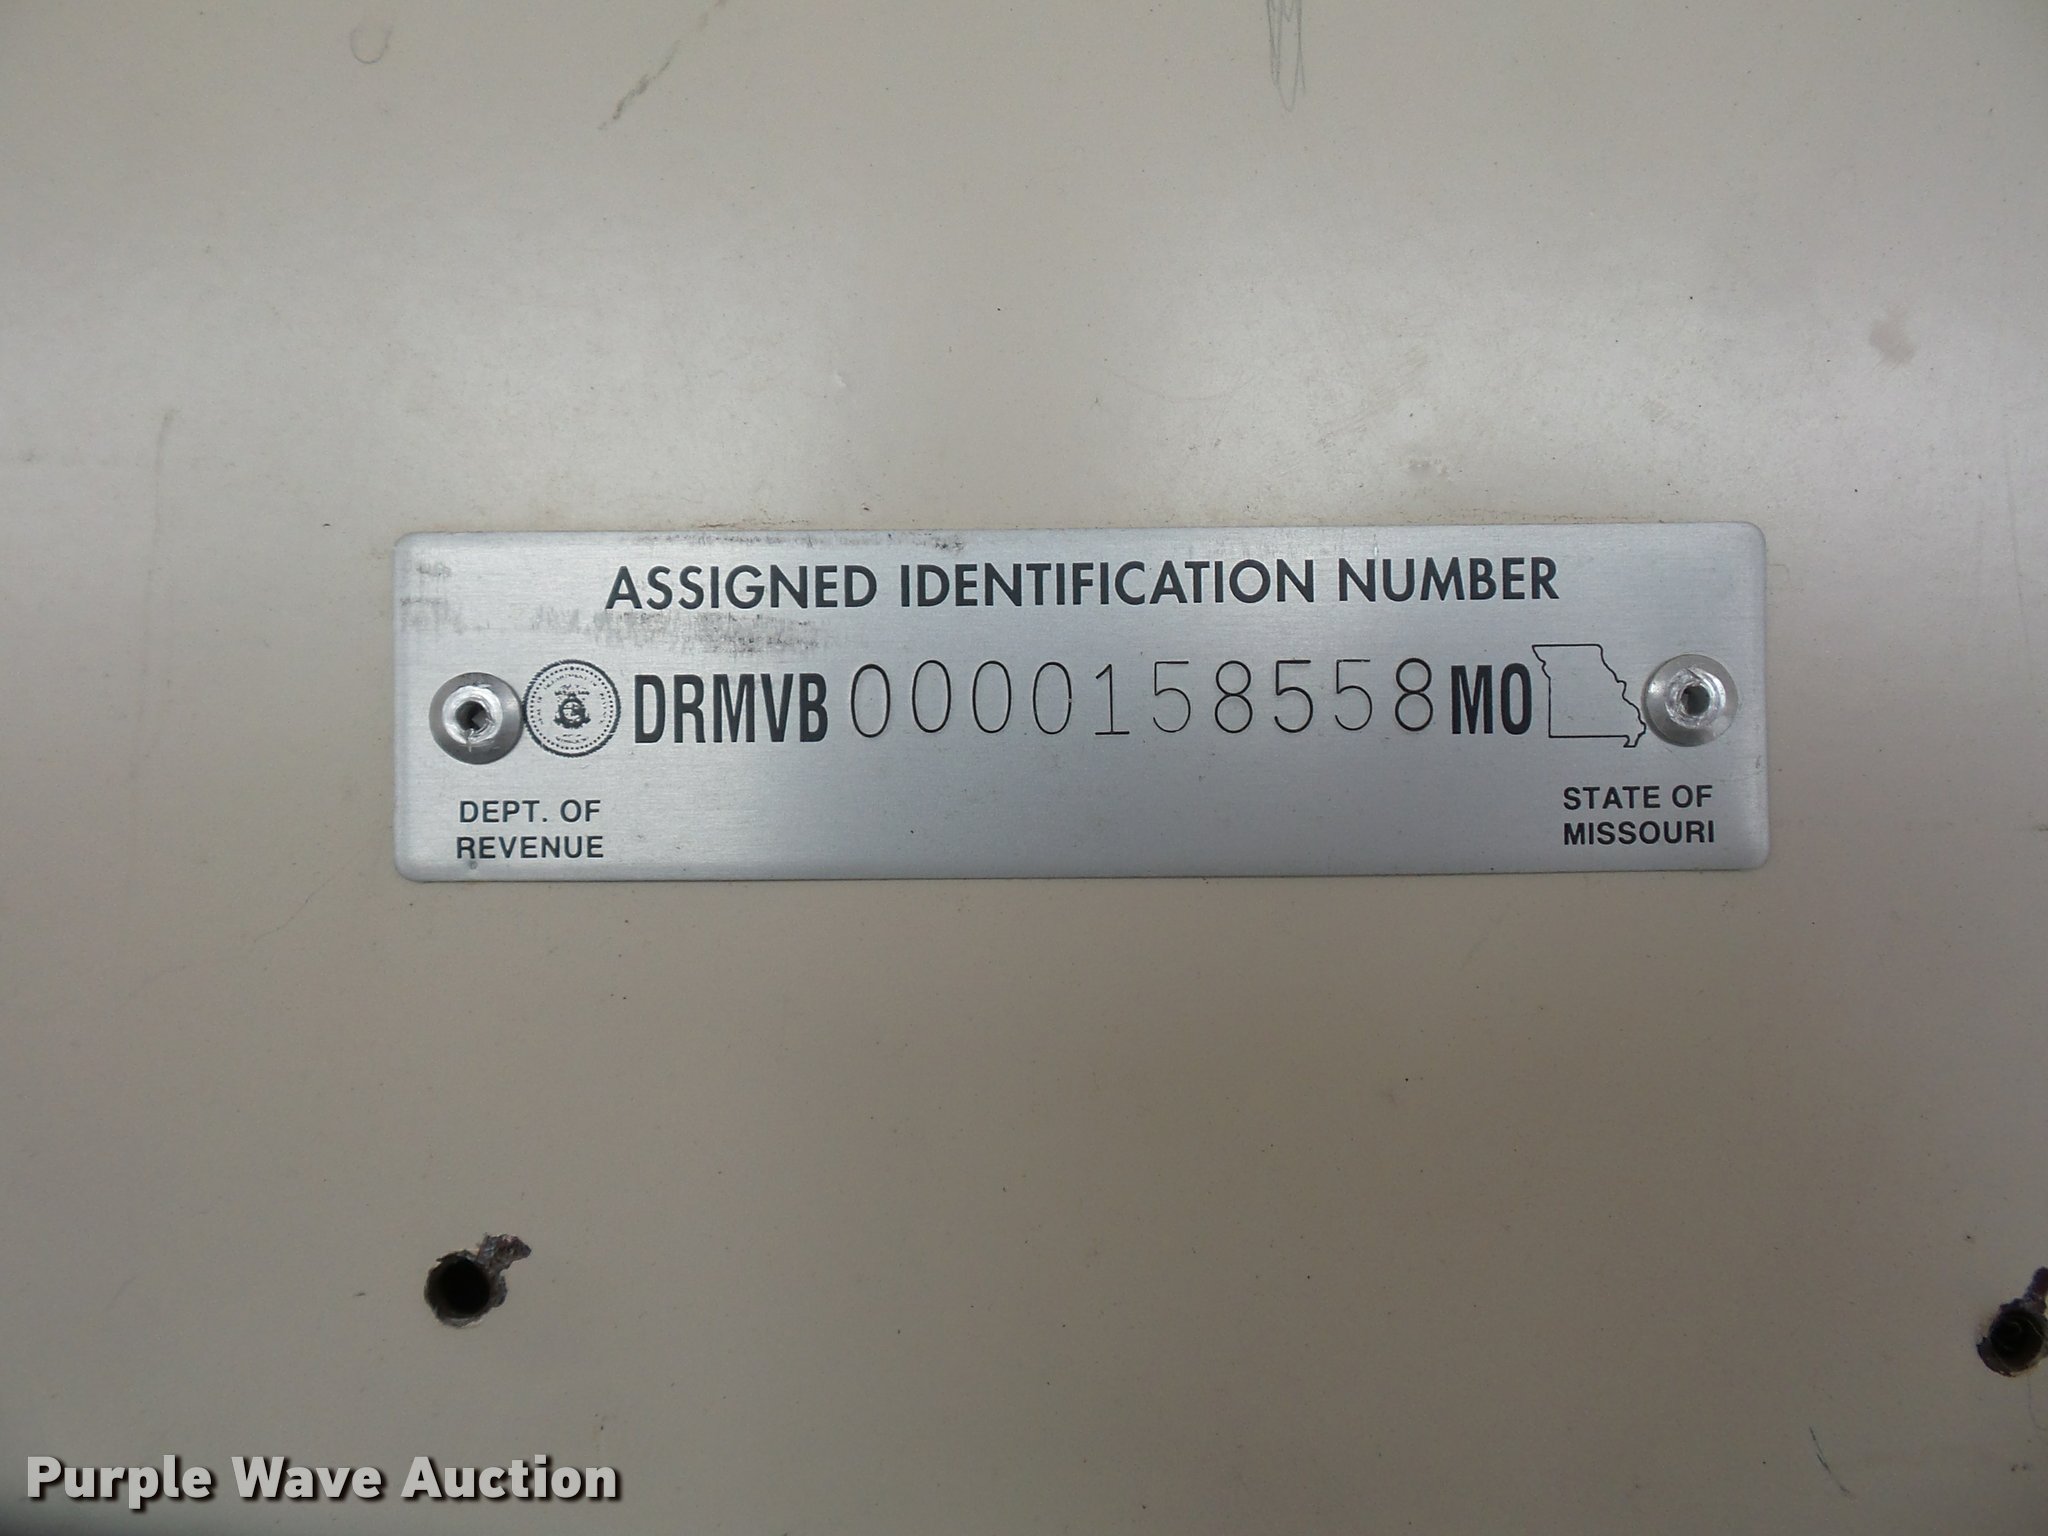 ASSIGNED IDENTIFICATION NUMBER
DRMVB 0000158558 MO
DEPT. OF
REVENUE
STATE OF
MISSOURI
Purple Wave Auction